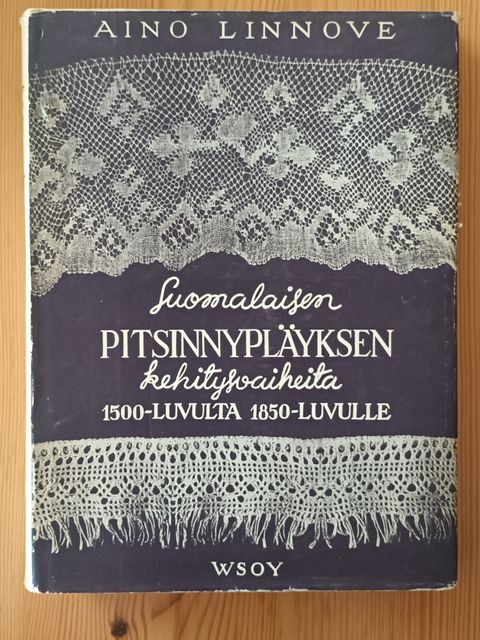 AINO LINNOVE
Suomalaisen
PITSINNYPLÄYKSEN
kehitysvaiheita
1500-LUVULTA 1850-LUVULLE
WSOY